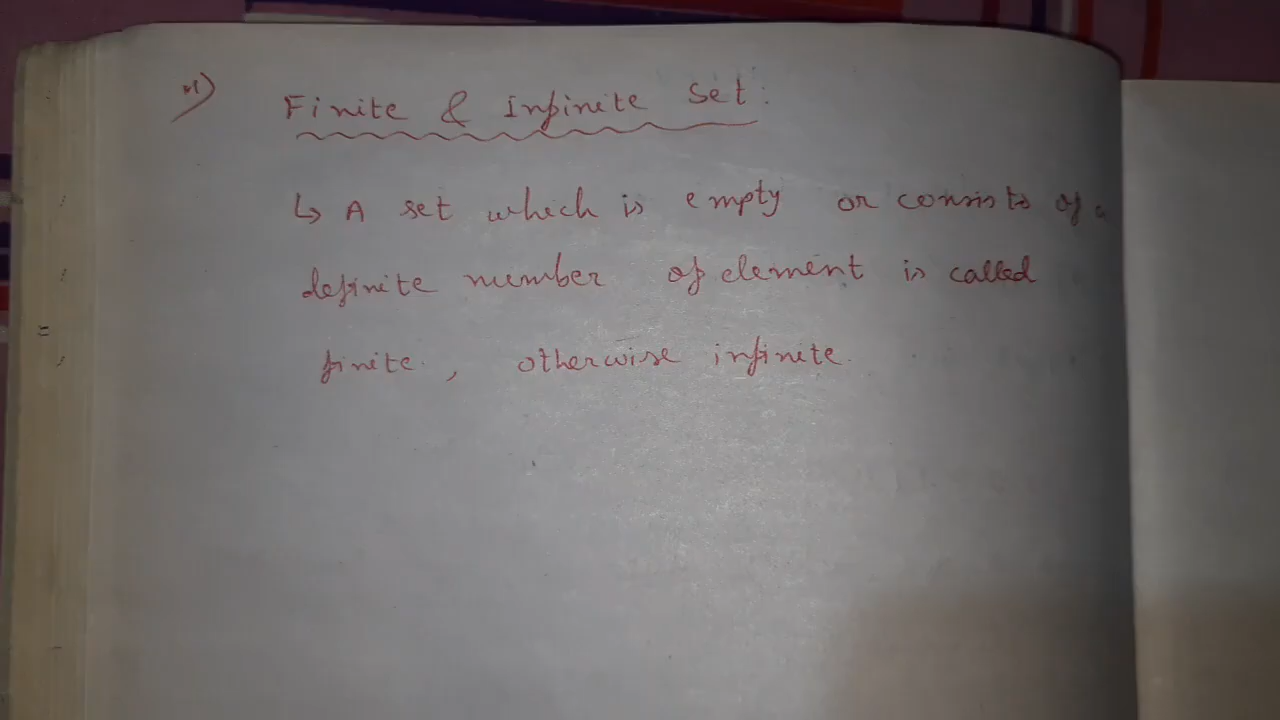 Finite & Infinite Set:
↳ A set which is empty or consists of a
definite number of element is called
finite, otherwise infinite.